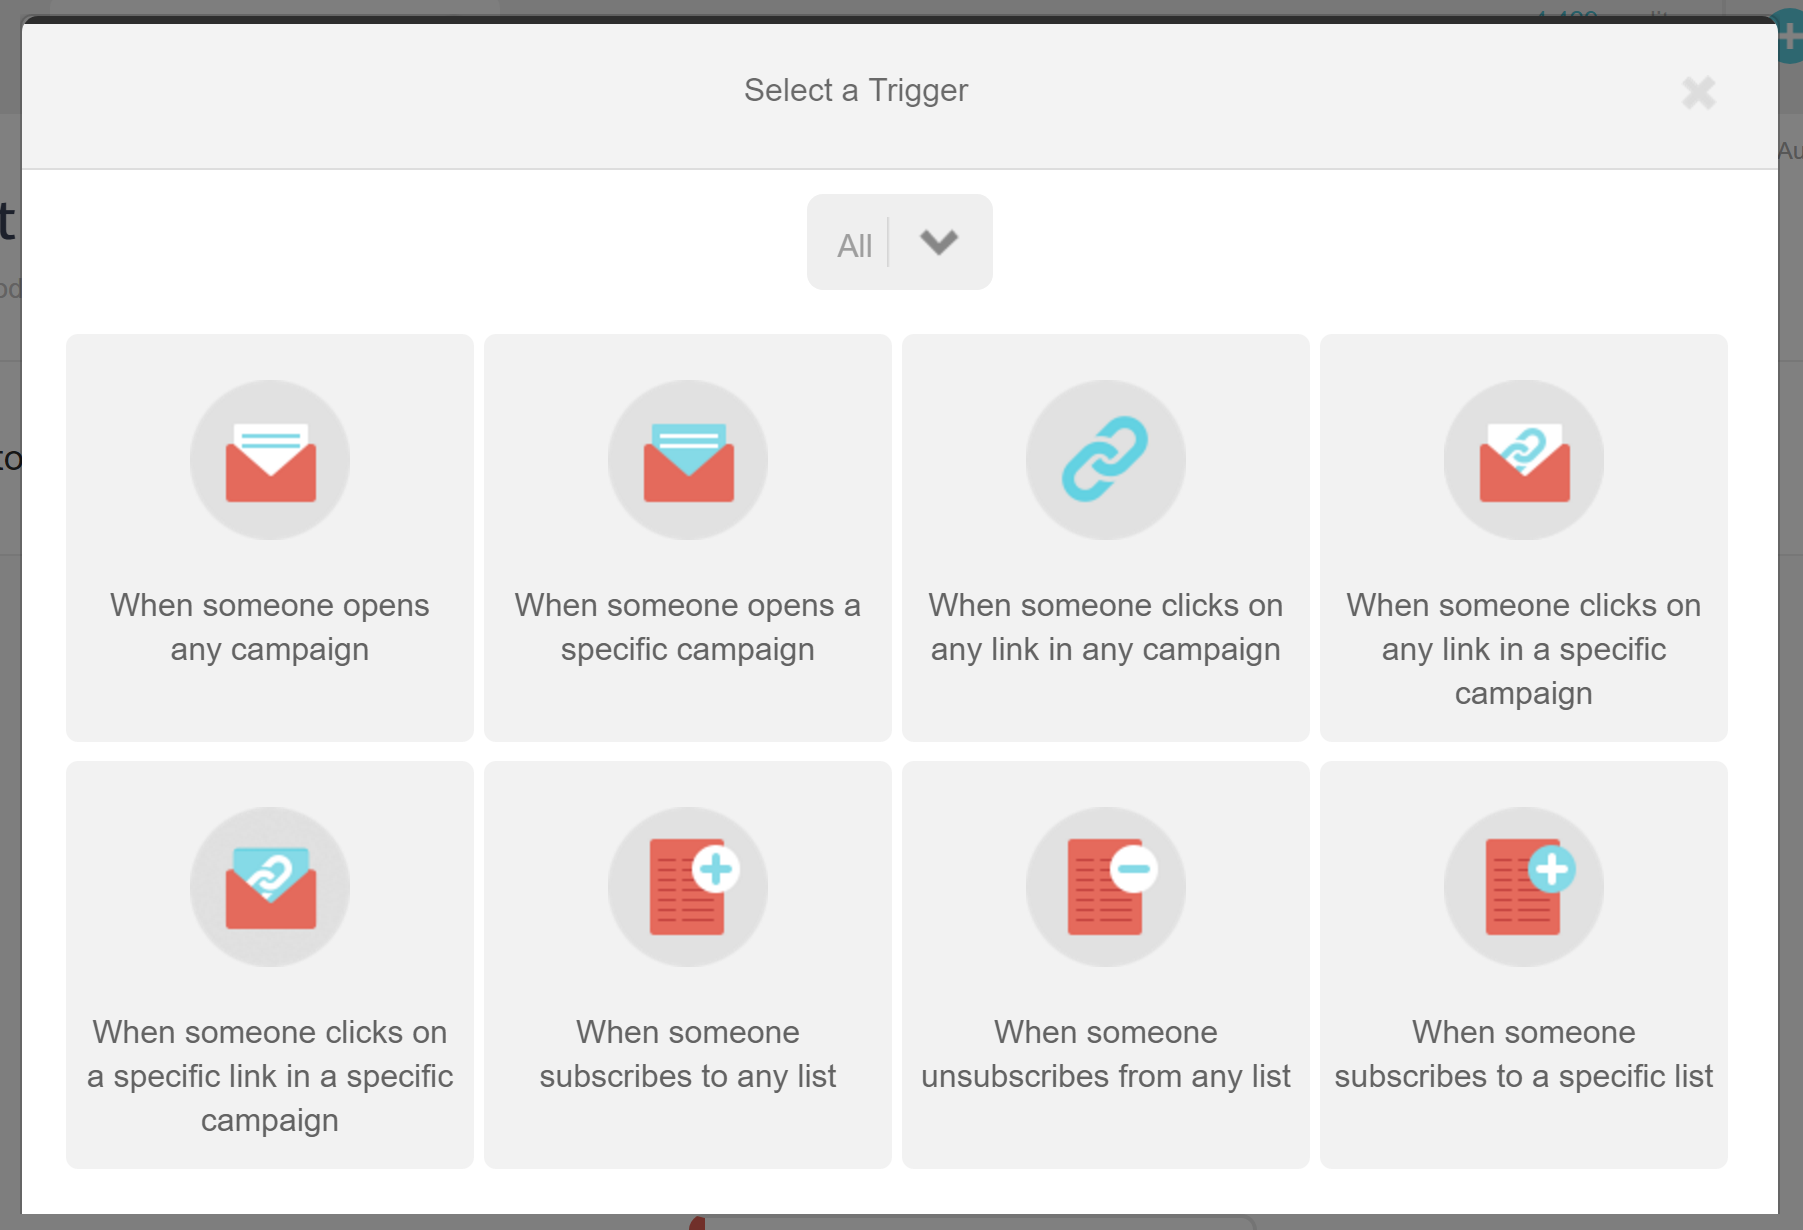 Select a Trigger
All
When someone opens
any campaign
When someone opens a
specific campaign
When someone clicks on
any link in any campaign
When someone clicks on
any link in a specific
campaign
When someone clicks on
a specific link in a specific
campaign
When someone
subscribes to any list
When someone
unsubscribes from any list
When someone
subscribes to a specific list